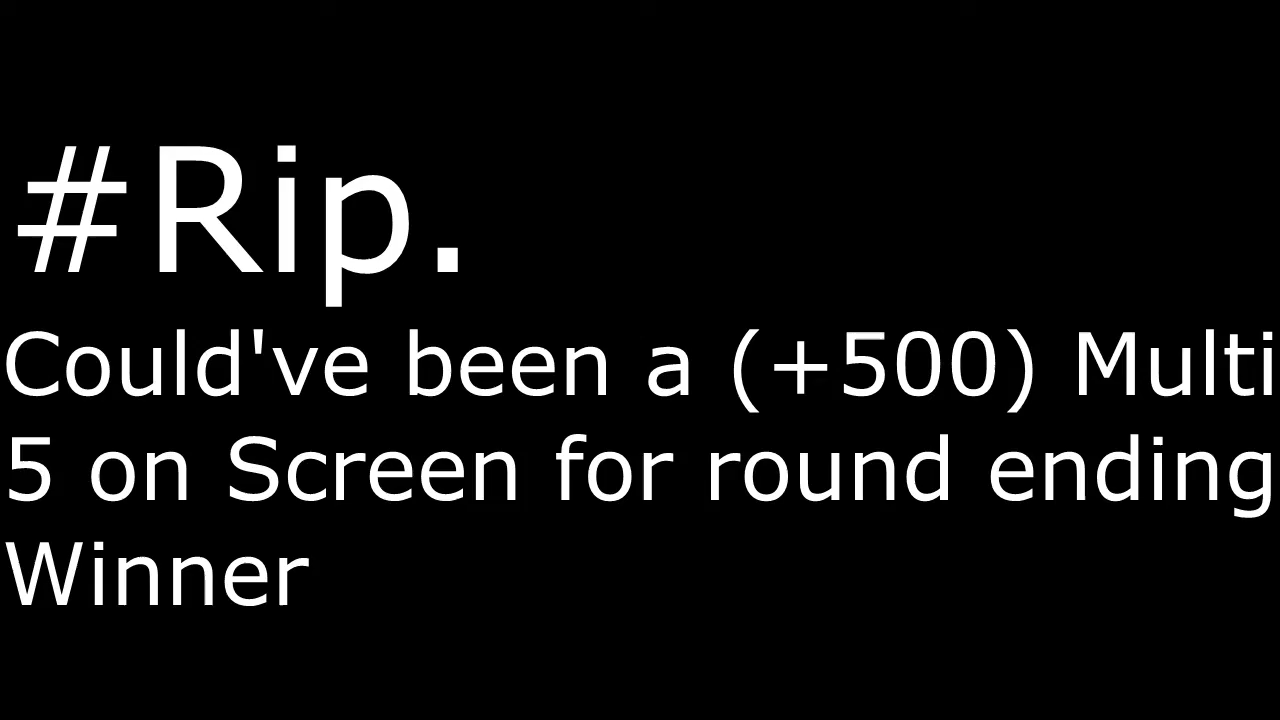 #Rip.
Could've been a (+500) Multi
5 on Screen for round ending
Winner